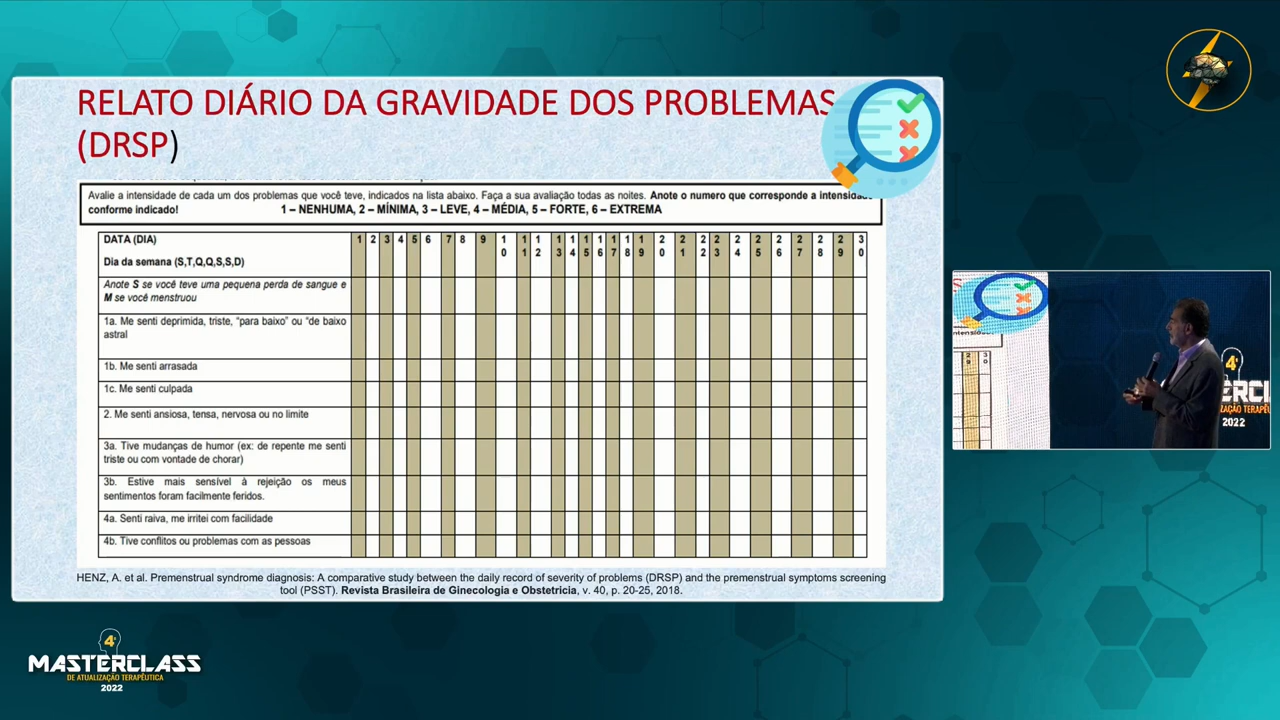 RELATO DIÁRIO DA GRAVIDADE DOS PROBLEMAS
(DRSP)
Avalie a intensidade de cada um dos problemas que você teve, indicados na lista abaixo. Faça a sua avaliação todas as noites. Anote o numero que corresponde a intensidade
conforme indicado! 1 – NENHUMA, 2 – MÍNIMA, 3 – LEVE, 4 – MÉDIA, 5 – FORTE, 6 – EXTREMA
DATA (DIA) 1 2 3 4 5 6 7 8 9 10 11 12 13 14 15 16 17 18 19 20 21 22 23 24 25 26 27 28 29 30
Dia da semana (S,T,Q,Q,S,S,D)
Anote S se você teve uma pequena perda de sangue e
M se você menstruou
1a. Me senti deprimida, triste, "para baixo" ou "de baixo
astral
1b. Me senti arrasada
1c. Me senti culpada
2. Me senti ansiosa, tensa, nervosa ou no limite
3a. Tive mudanças de humor (ex: de repente me senti
triste ou com vontade de chorar)
3b. Estive mais sensível à rejeição os meus
sentimentos foram facilmente feridos.
4a. Senti raiva, me irritei com facilidade
4b. Tive conflitos ou problemas com as pessoas
HENZ, A. et al. Premenstrual syndrome diagnosis: A comparative study between the daily record of severity of problems (DRSP) and the premenstrual symptoms screening
tool (PSST). Revista Brasileira de Ginecologia e Obstetricia, v. 40, p. 20-25, 2018.
29 30
4ª
ERCL
ZAÇÃO TERAPÊUTIC
2022
4ª
MASTERCLASS
DE ATUALIZAÇÃO TERAPÊUTICA
2022